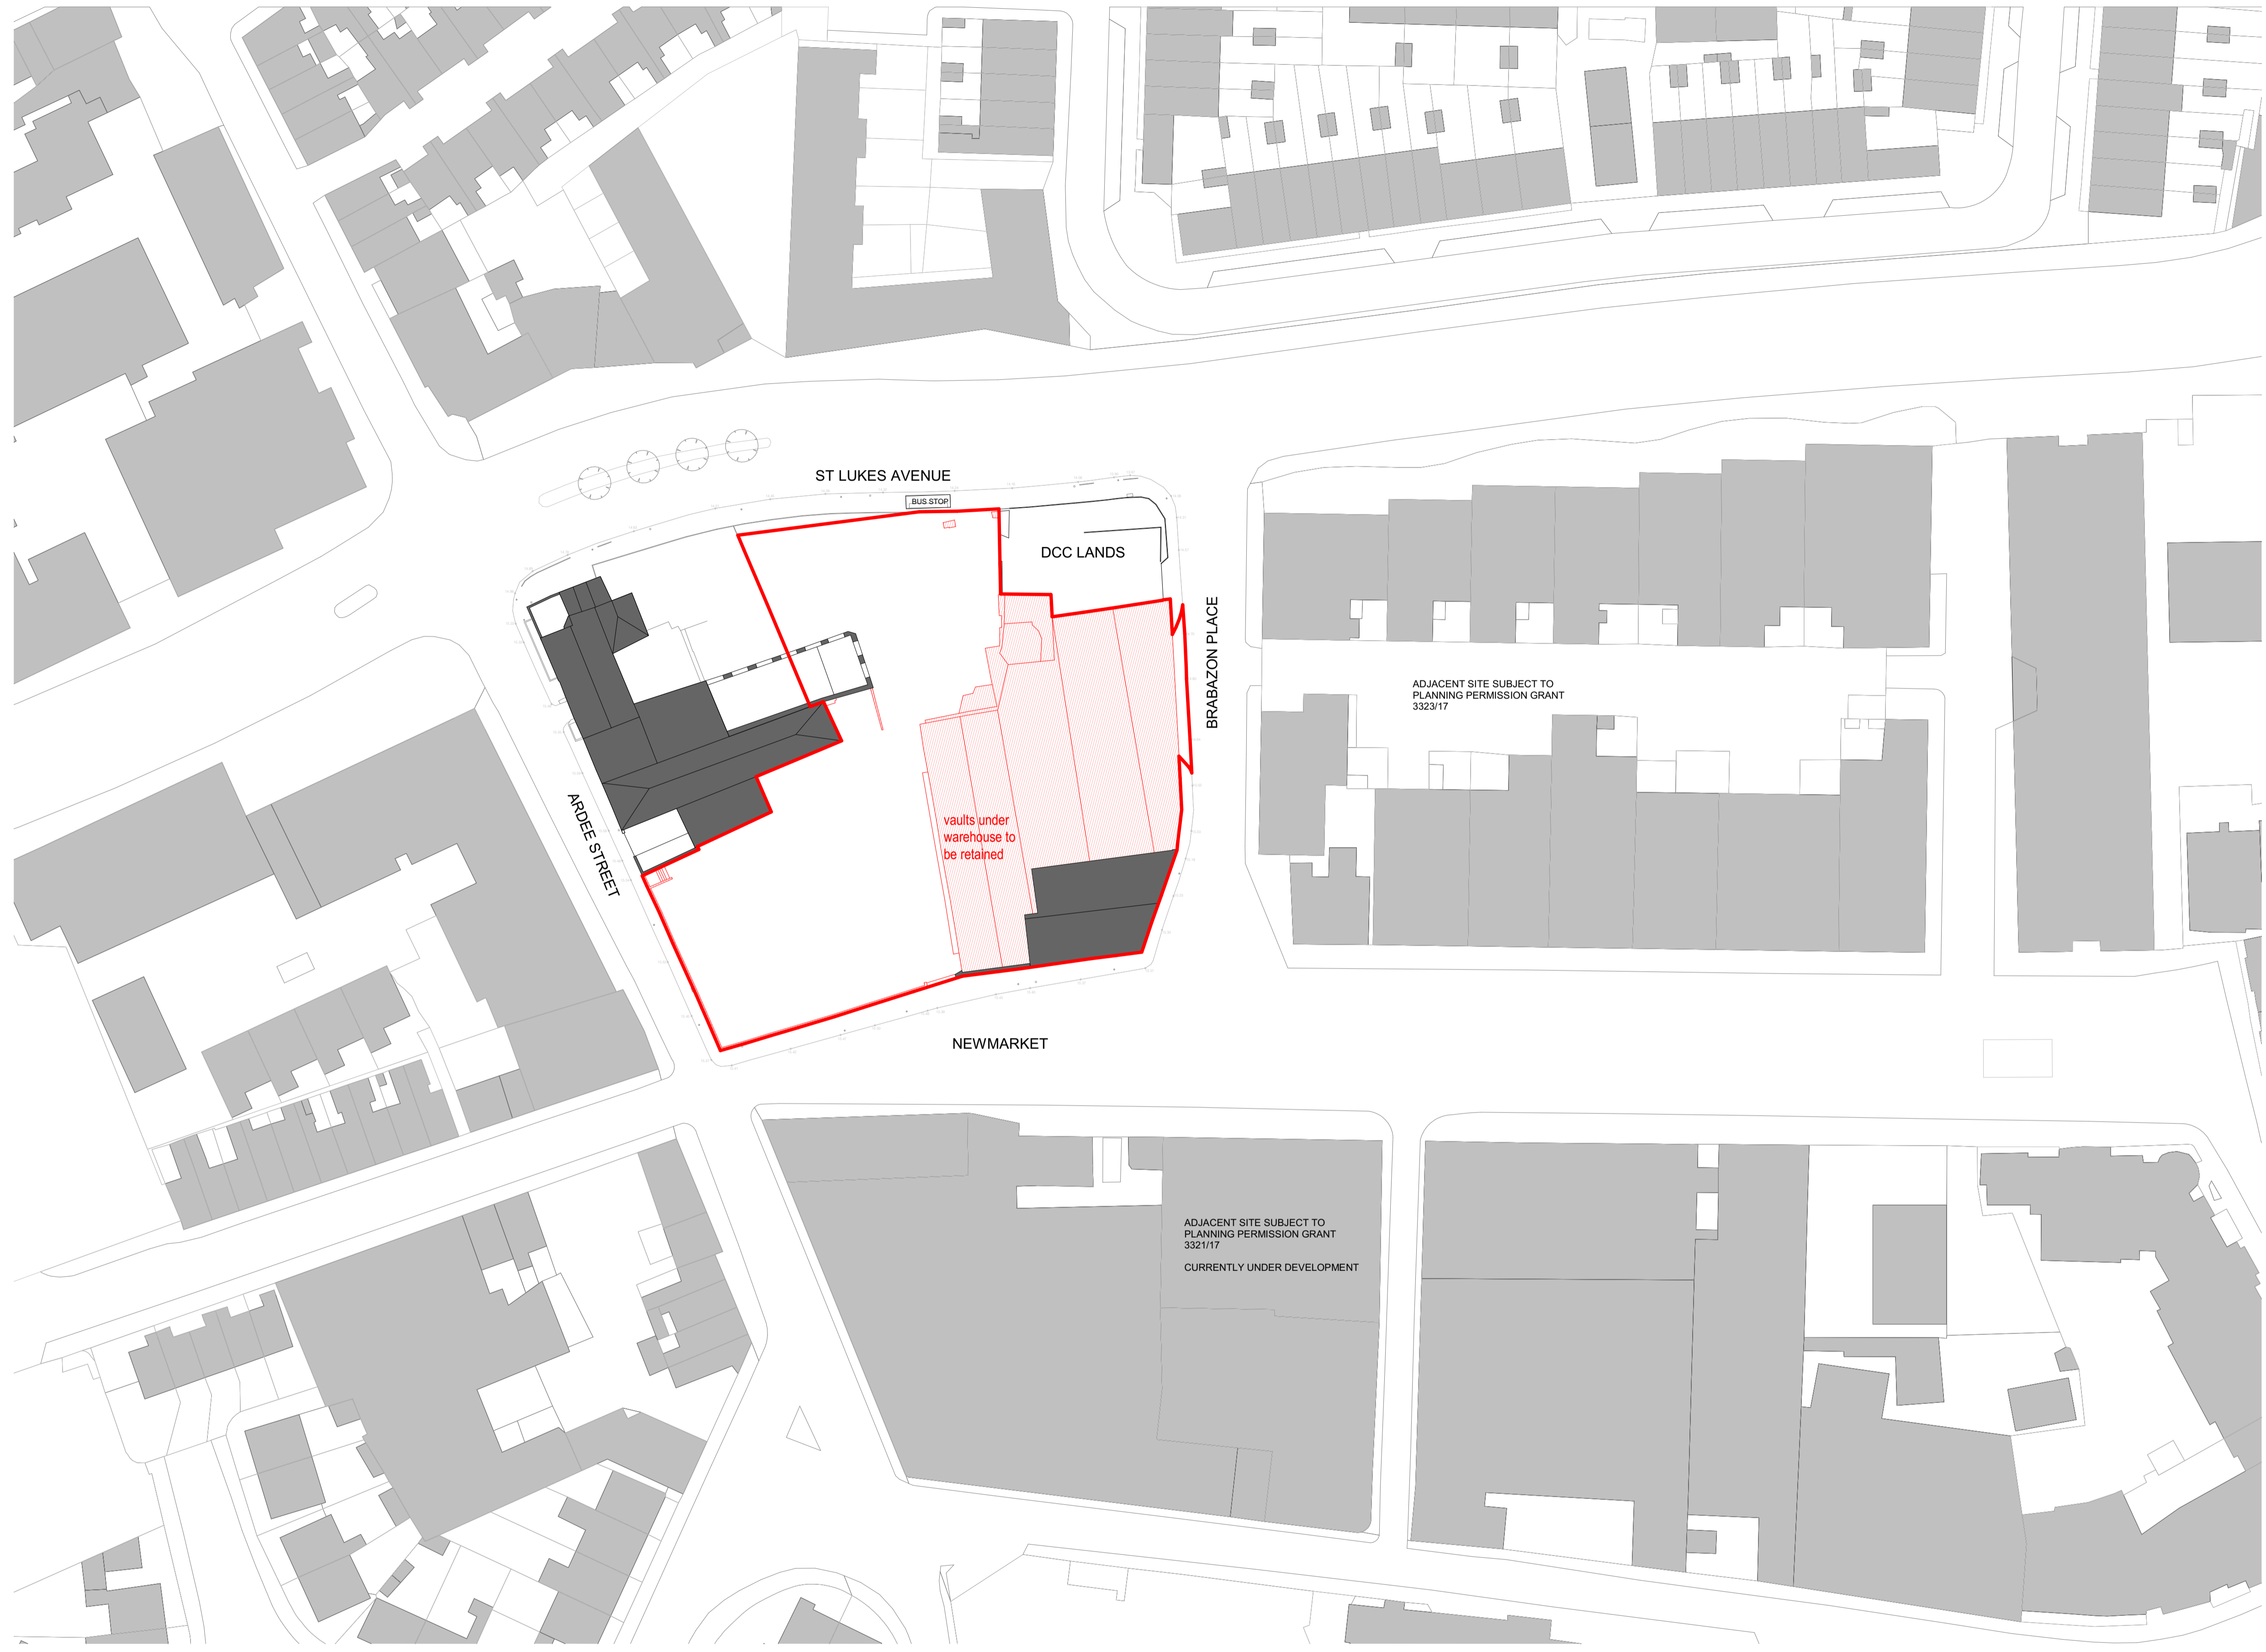 ST LUKES AVENUE
BUS STOP
DCC LANDS
BRABAZON PLACE
ADJACENT SITE SUBJECT TO
PLANNING PERMISSION GRANT
3323/17
ARDEE STREET
vaults under
warehouse to
be retained
NEWMARKET
ADJACENT SITE SUBJECT TO
PLANNING PERMISSION GRANT
3321/17
CURRENTLY UNDER DEVELOPMENT